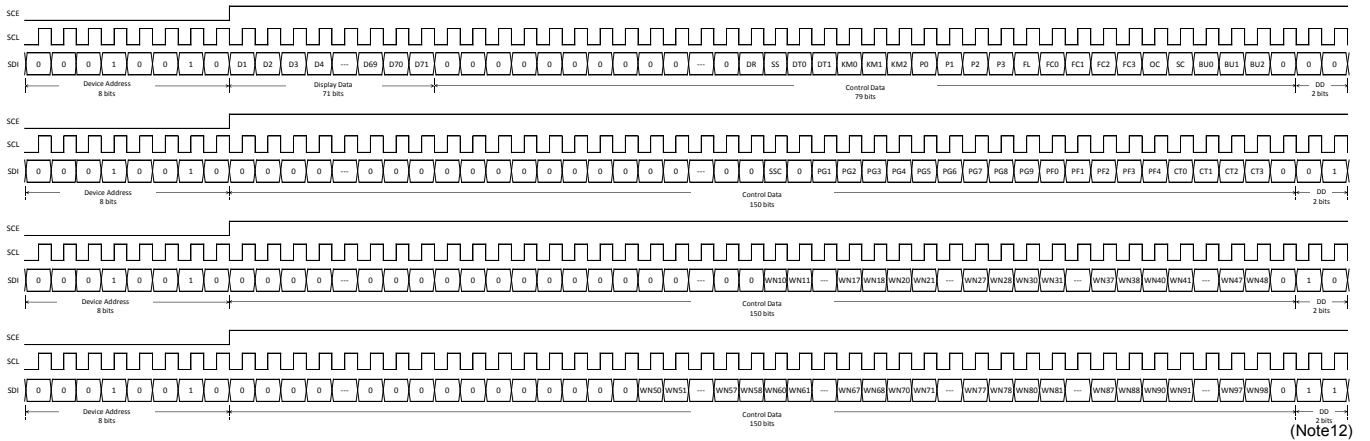 SCE
SCL
SDI 0 0 0 1 0 0 1 0 D1 D2 D3 D4 --- D69 D70 D71 0 0 0 0 0 0 0 0 0 0 --- 0 DR SS DT0 DT1 KM0 KM1 KM2 P0 P1 P2 P3 FL FC0 FC1 FC2 FC3 OC SC BU0 BU1 BU2 0 0 0
Device Address Display Data Control Data DD
8 bits 71 bits 79 bits 2 bits
SCE
SCL
SDI 0 0 0 1 0 0 1 0 0 0 0 0 --- 0 0 0 0 0 0 0 0 0 0 0 0 0 --- 0 0 SSC 0 PG1 PG2 PG3 PG4 PG5 PG6 PG7 PG8 PG9 PF0 PF1 PF2 PF3 PF4 CT0 CT1 CT2 CT3 0 0 1
Device Address Control Data DD
8 bits 150 bits 2 bits
SCE
SCL
SDI 0 0 0 1 0 0 1 0 0 0 0 0 --- 0 0 0 0 0 0 0 0 0 0 0 0 0 --- 0 0 WN10 WN11 --- WN17 WN18 WN20 WN21 --- WN27 WN28 WN30 WN31 --- WN37 WN38 WN40 WN41 --- WN47 WN48 0 1 0
Device Address Control Data DD
8 bits 150 bits 2 bits
SCE
SCL
SDI 0 0 0 1 0 0 1 0 0 0 0 0 --- 0 0 0 0 0 0 0 0 0 0 0 WN50 WN51 --- WN57 WN58 WN60 WN61 --- WN67 WN68 WN70 WN71 --- WN77 WN78 WN80 WN81 --- WN87 WN88 WN90 WN91 --- WN97 WN98 0 1 1
Device Address Control Data DD
8 bits 150 bits 2 bits
(Note12)